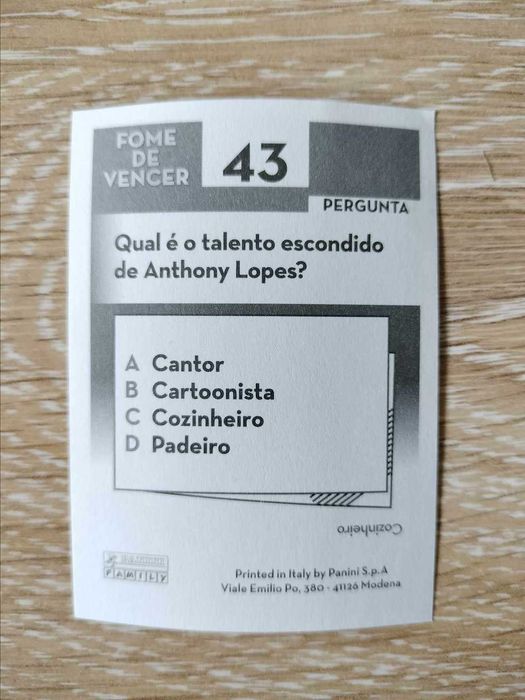 FOME
DE
VENCER
43
PERGUNTA
Qual é o talento escondido
de Anthony Lopes?
A Cantor
B Cartoonista
C Cozinheiro
D Padeiro
Cozinheiro
FAMILY
Printed in Italy by Panini S.p.A
Viale Emilio Po, 380 - 41126 Modena